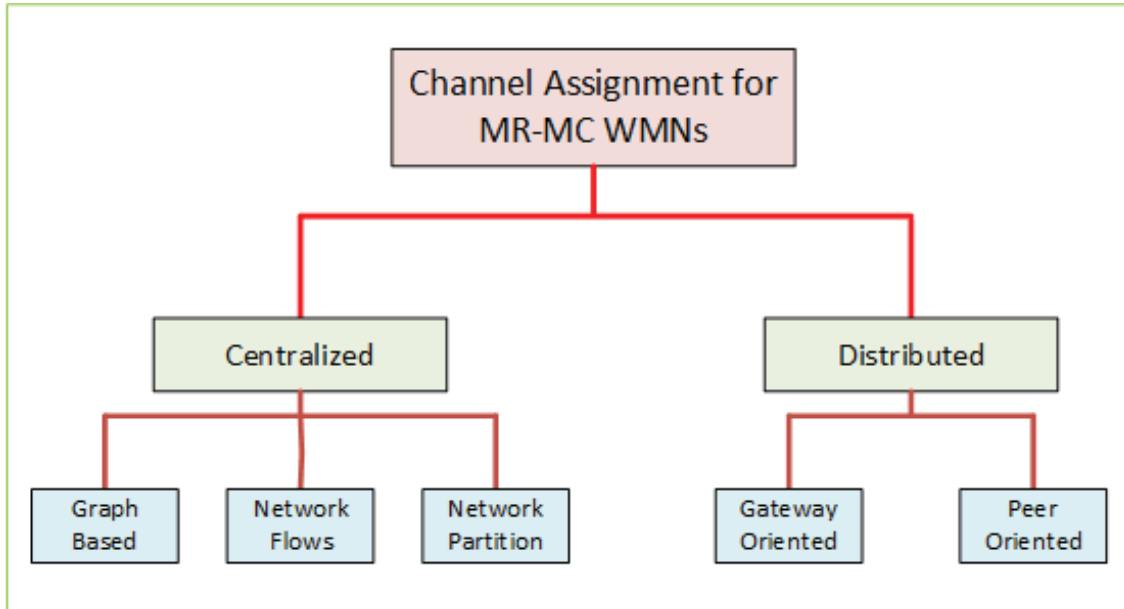 Channel Assignment for
MR-MC WMNs
Centralized
Distributed
Graph
Based
Network
Flows
Network
Partition
Gateway
Oriented
Peer
Oriented